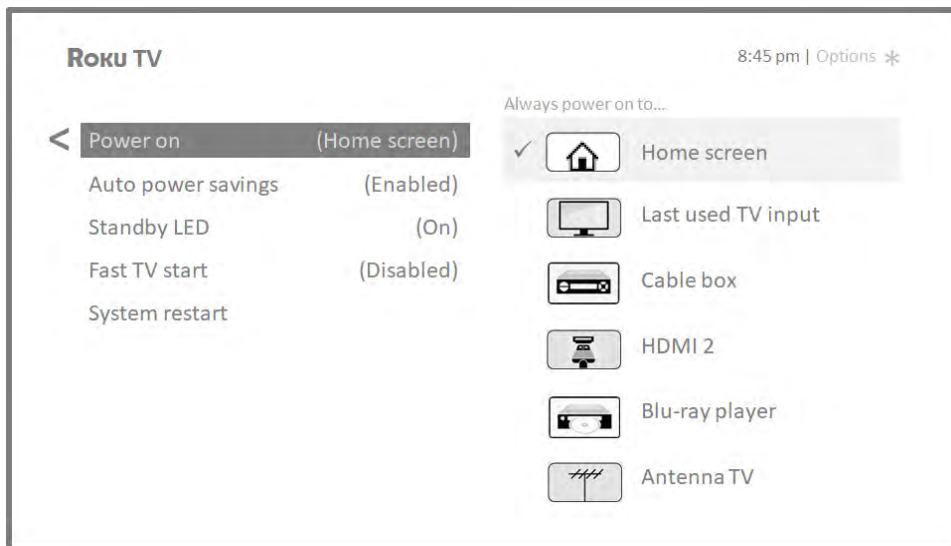 Roku TV
8:45 pm | Options *
< Power on (Home screen)
Auto power savings (Enabled)
Standby LED (On)
Fast TV start (Disabled)
System restart
Always power on to...
✓ Home screen
Last used TV input
Cable box
HDMI 2
Blu-ray player
Antenna TV